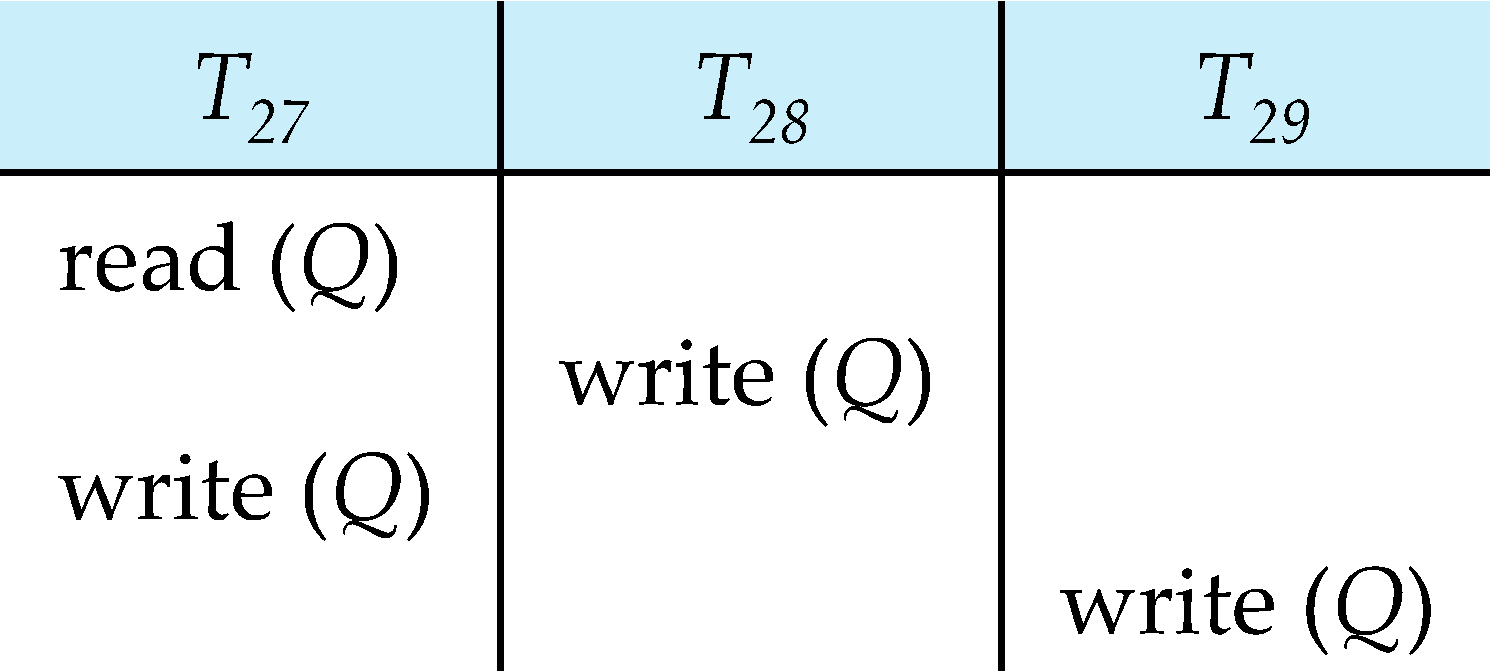 T27 T28 T29
read (Q)
write (Q)
write (Q)
write (Q)